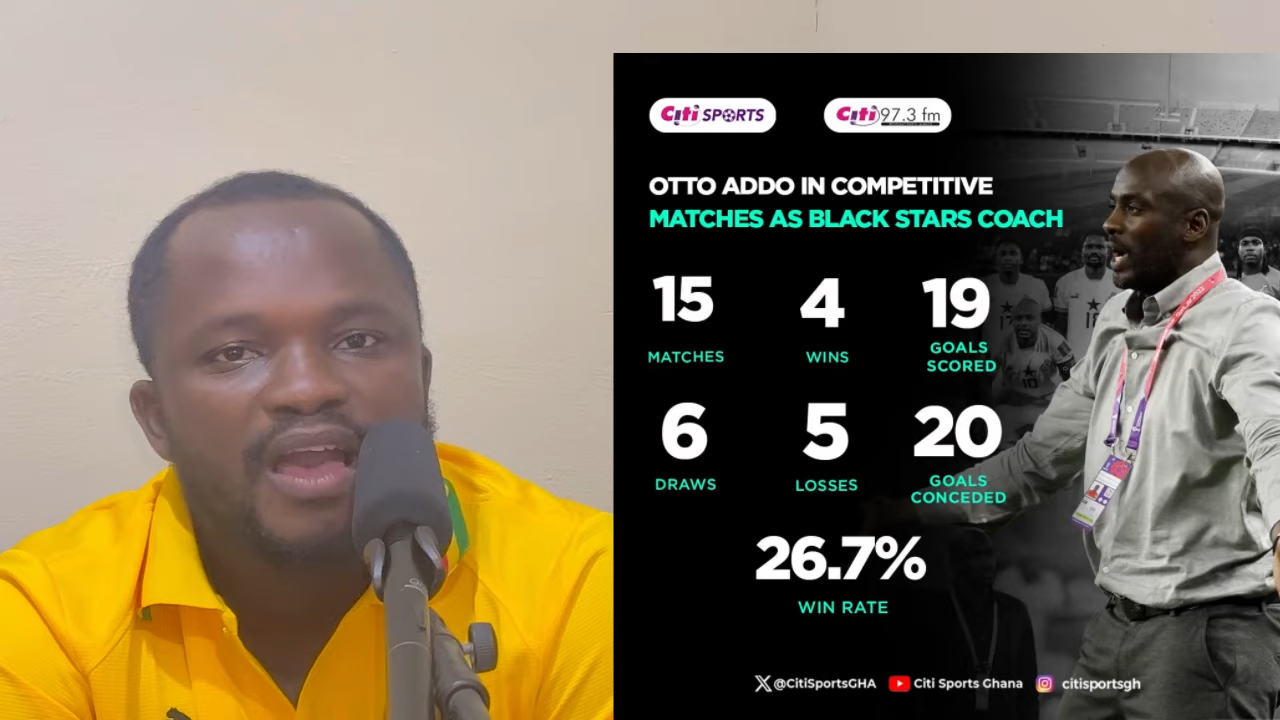 Citi SPORTS
Citi 97.3 fm
OTTO ADDO IN COMPETITIVE
MATCHES AS BLACK STARS COACH
15
MATCHES
4
WINS
19
GOALS
SCORED
6
DRAWS
5
LOSSES
20
GOALS
CONCEDED
26.7%
WIN RATE
@CitiSportsGHA
Citi Sports Ghana
citisportsgh